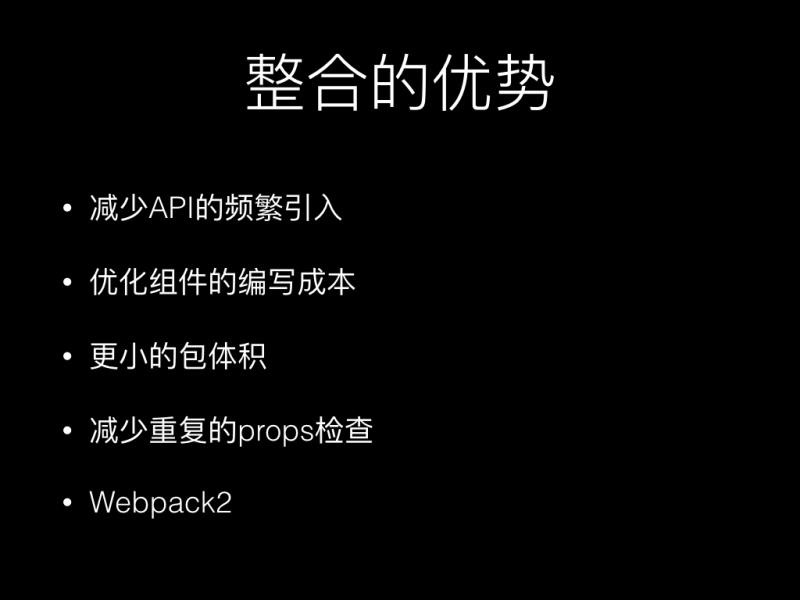 整合的优势
• 减少API的频繁引入
• 优化组件的编写成本
• 更小的包体积
• 减少重复的props检查
• Webpack2